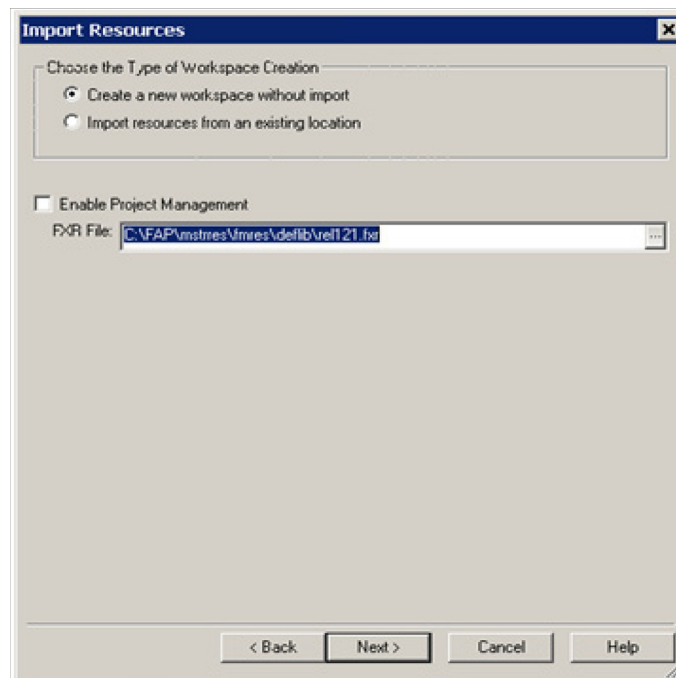 Import Resources
Choose the Type of Workspace Creation
Create a new workspace without import
Import resources from an existing location
Enable Project Management
FXR File: C:\FAP\mstrres\fmres\deflib\rel121.fxr ...
< Back Next > Cancel Help